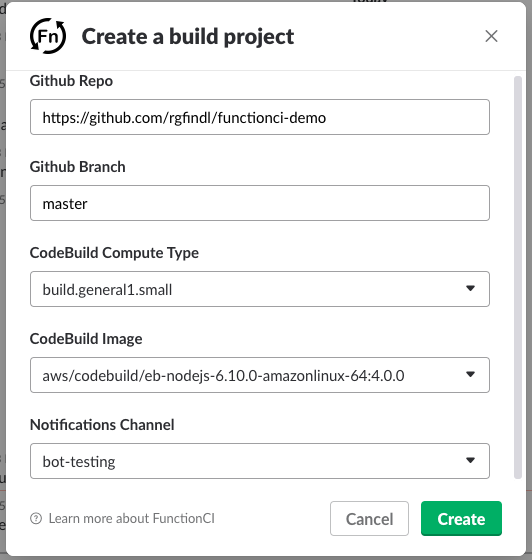 Fn
Create a build project
Github Repo
https://github.com/rgfindl/functionci-demo
Github Branch
master
CodeBuild Compute Type
build.general1.small
CodeBuild Image
aws/codebuild/eb-nodejs-6.10.0-amazonlinux-64:4.0.0
Notifications Channel
bot-testing
Learn more about FunctionCI
Cancel
Create